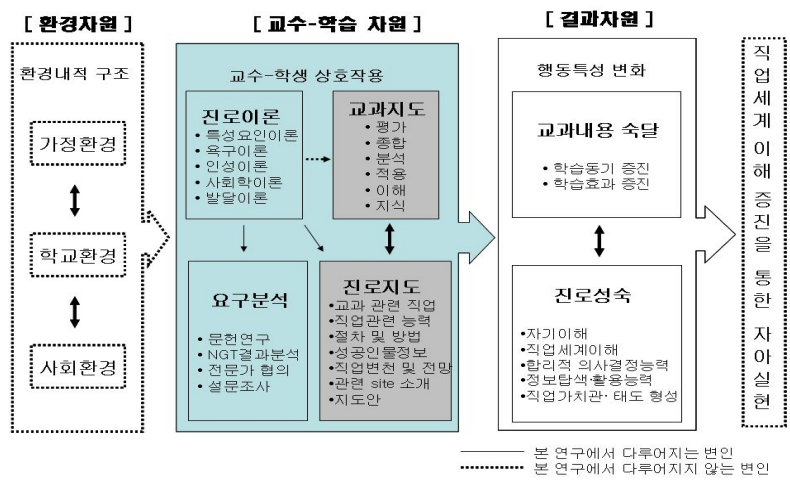 [ 환경차원 ]
[ 교수-학습 차원 ]
[ 결과차원 ]
환경내적 구조
가정환경
학교환경
사회환경
교수-학생 상호작용
진로이론
• 특성요인이론
• 욕구이론
• 인성이론
• 사회학이론
• 발달이론
교과지도
• 평가
• 종합
• 분석
• 적용
• 이해
• 지식
요구분석
• 문헌연구
• NGT결과분석
• 전문가 협의
• 설문조사
진로지도
•교과 관련 직업
•직업관련 능력
•절차 및 방법
•성공인물정보
•직업변천 및 전망
•관련 site 소개
•지도안
행동특성 변화
교과내용 숙달
• 학습동기 증진
• 학습효과 증진
진로성숙
•자기이해
•직업세계이해
•합리적 의사결정능력
•정보탐색·활용능력
•직업가치관· 태도 형성
직업세계 이해 증진을 통한 자아실현
본 연구에서 다루어지는 변인
본 연구에서 다루어지지 않는 변인